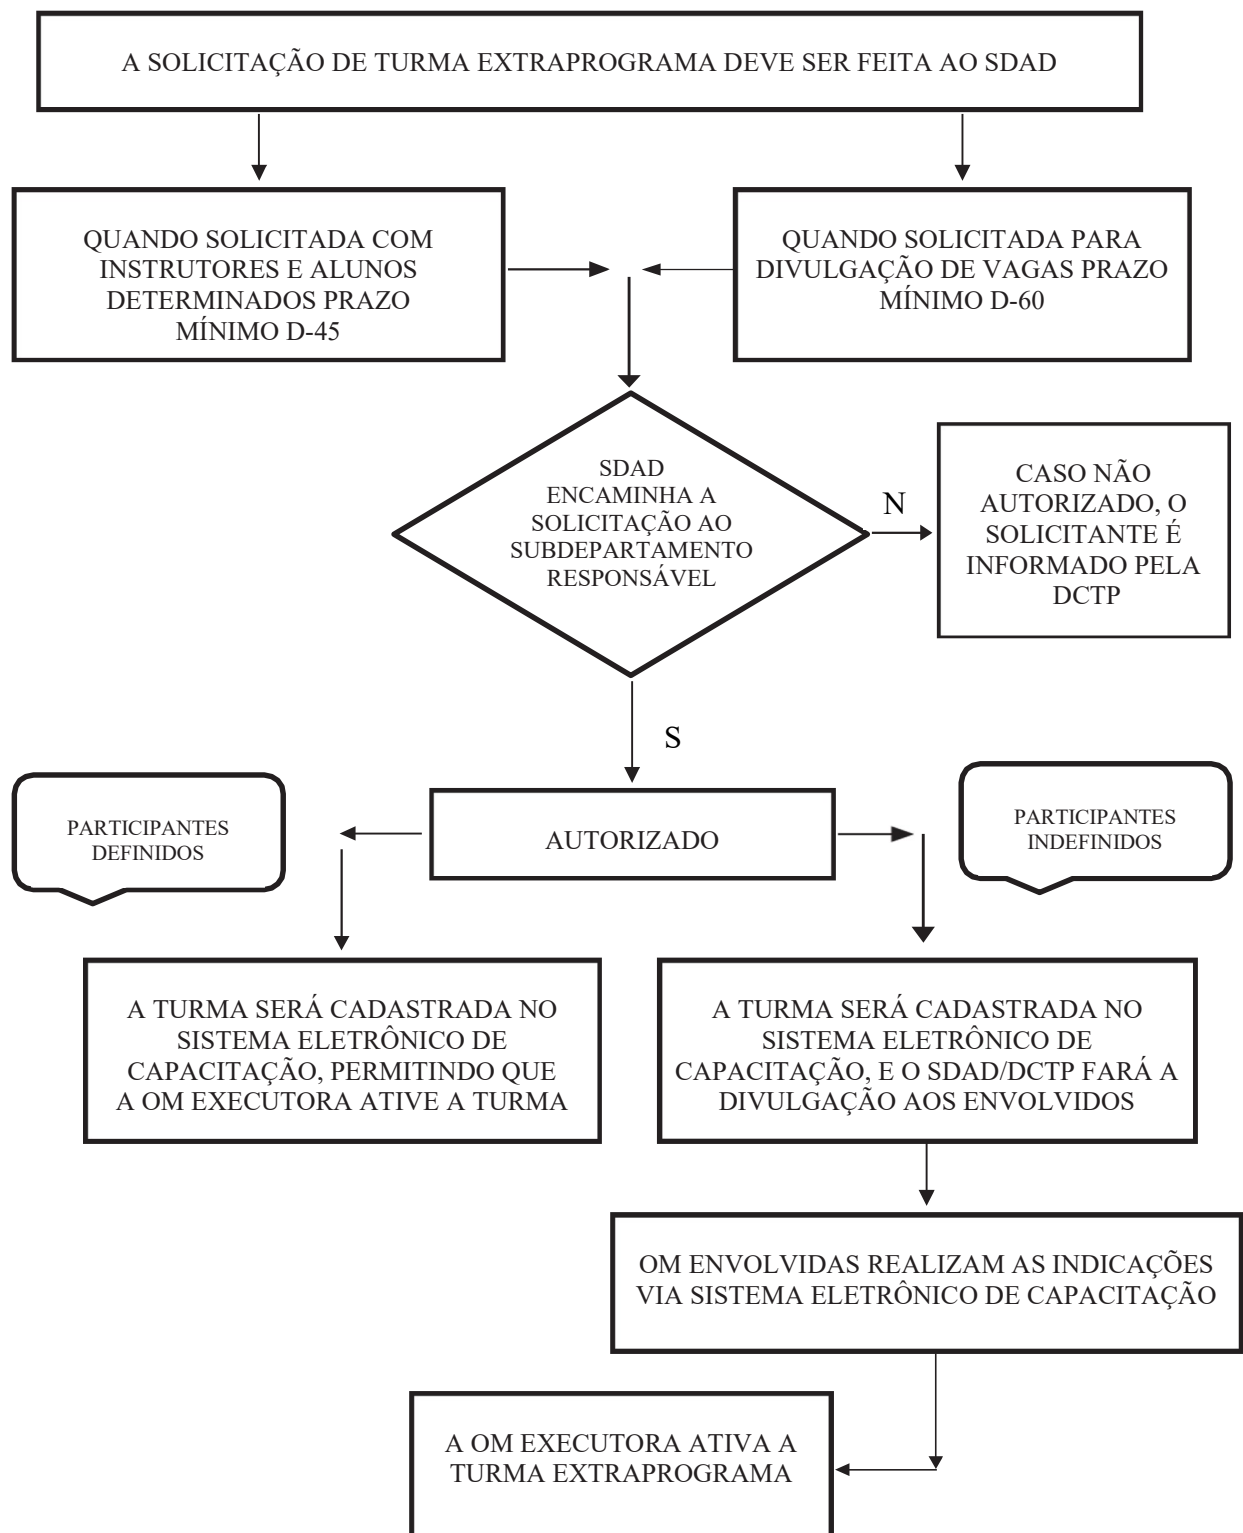 A SOLICITAÇÃO DE TURMA EXTRAPROGRAMA DEVE SER FEITA AO SDAD
QUANDO SOLICITADA COM
INSTRUTORES E ALUNOS
DETERMINADOS PRAZO
MÍNIMO D-45
QUANDO SOLICITADA PARA
DIVULGAÇÃO DE VAGAS PRAZO
MÍNIMO D-60
SDAD
ENCAMINHA A
SOLICITAÇÃO AO
SUBDEPARTAMENTO
RESPONSÁVEL
N
CASO NÃO
AUTORIZADO, O
SOLICITANTE É
INFORMADO PELA
DCTP
S
PARTICIPANTES
DEFINIDOS
AUTORIZADO
PARTICIPANTES
INDEFINIDOS
A TURMA SERÁ CADASTRADA NO
SISTEMA ELETRÔNICO DE
CAPACITAÇÃO, PERMITINDO QUE
A OM EXECUTORA ATIVE A TURMA
A TURMA SERÁ CADASTRADA NO
SISTEMA ELETRÔNICO DE
CAPACITAÇÃO, E O SDAD/DCTP FARÁ A
DIVULGAÇÃO AOS ENVOLVIDOS
OM ENVOLVIDAS REALIZAM AS INDICAÇÕES
VIA SISTEMA ELETRÔNICO DE CAPACITAÇÃO
A OM EXECUTORA ATIVA A
TURMA EXTRAPROGRAMA